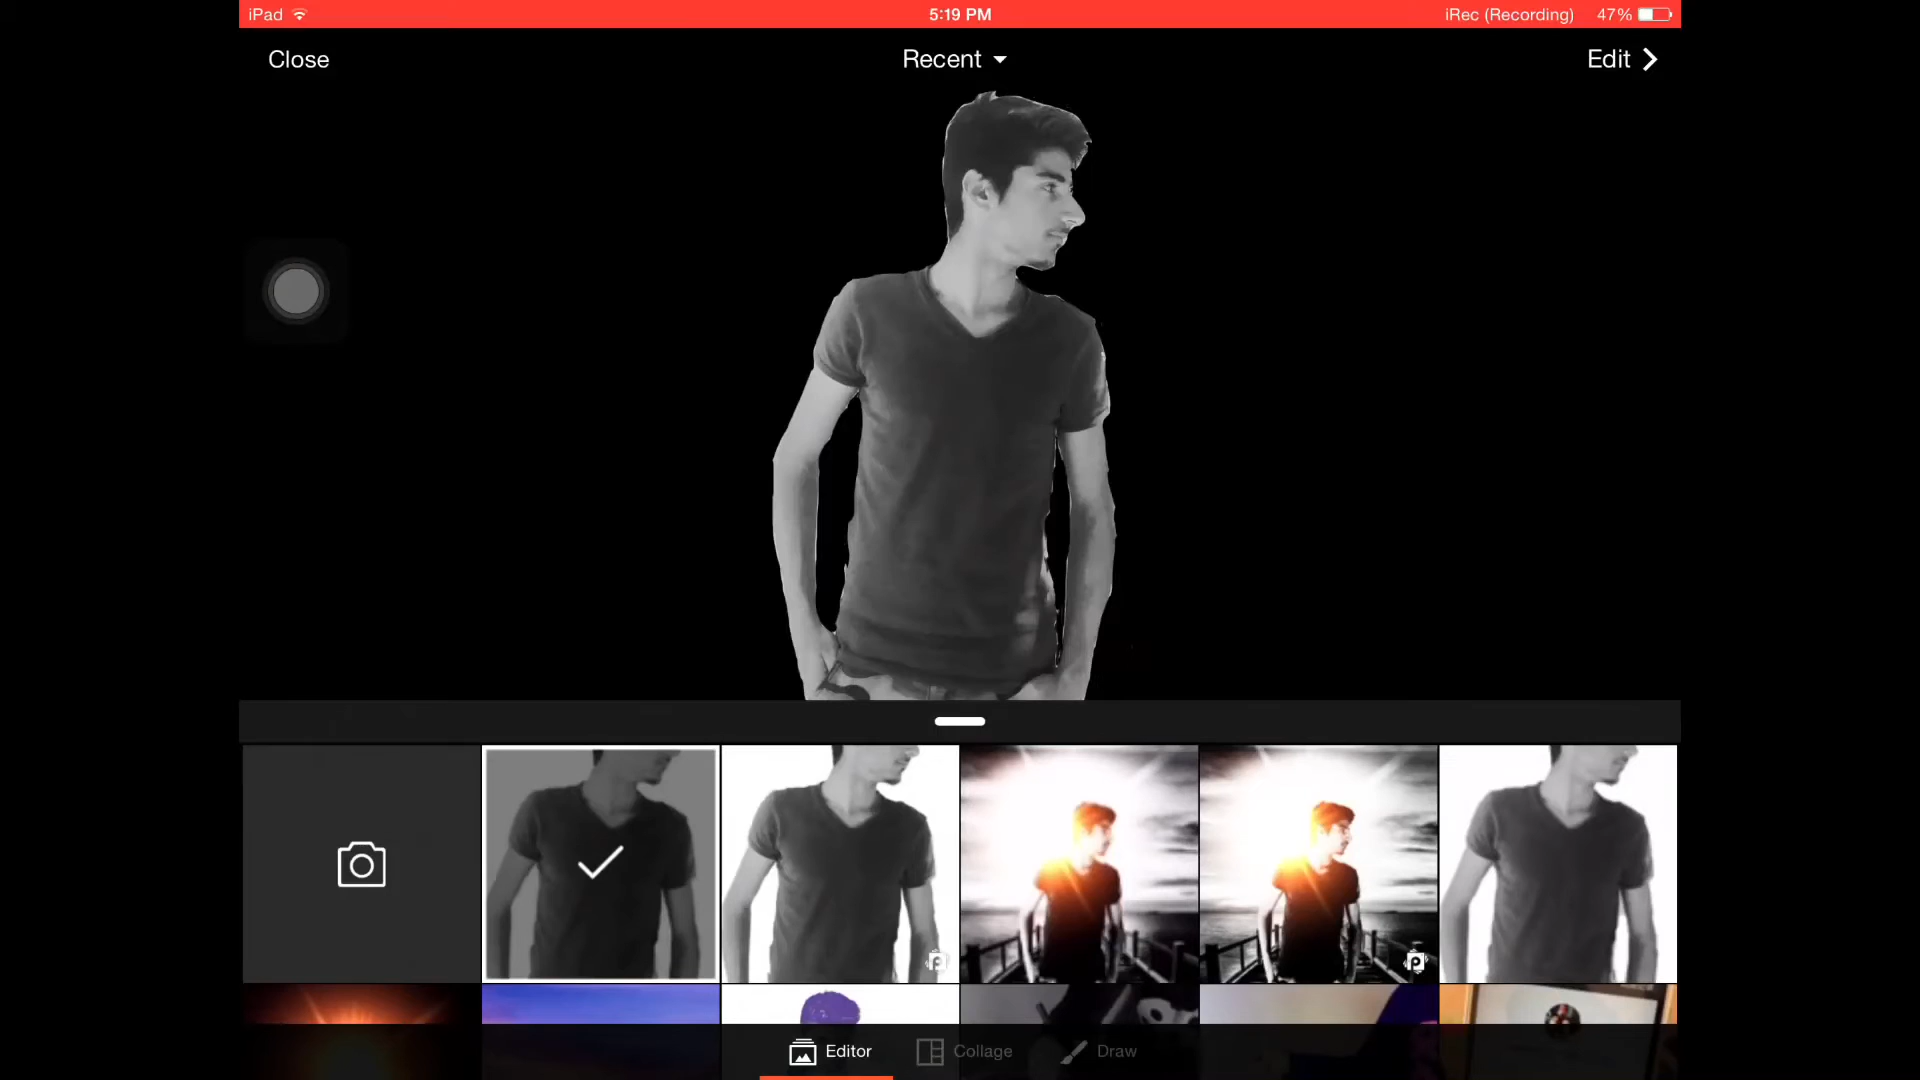 iPad 5:19 PM iRec (Recording) 47%
Close Recent Edit
Editor Collage Draw